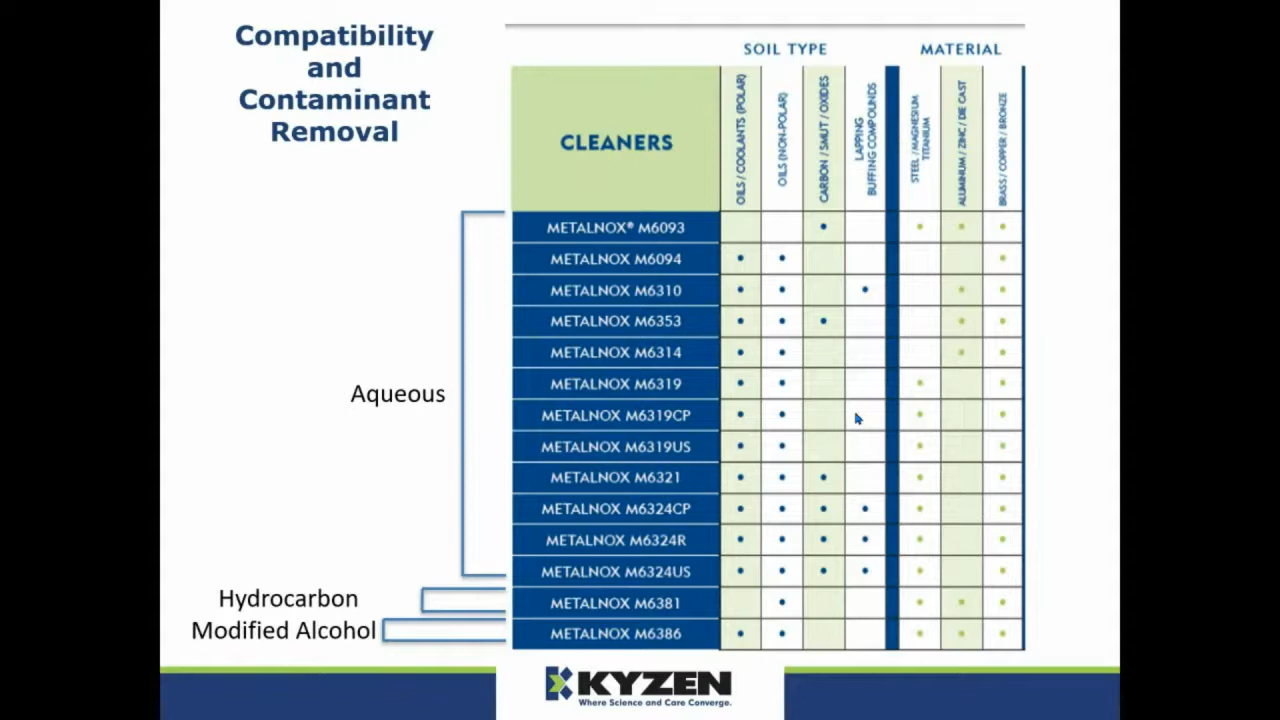 Compatibility
and
Contaminant
Removal
SOIL TYPE
MATERIAL
CLEANERS
OILS / COOLANTS (POLAR)
OILS (NON-POLAR)
CARBON / SMUT / OXIDES
LAPPING
BUFFING COMPOUNDS
STEEL / MAGNESIUM
TITANIUM
ALUMINUM / ZINC / DIE CAST
BRASS / COPPER / BRONZE
METALNOX® M6093
METALNOX M6094
METALNOX M6310
METALNOX M6353
METALNOX M6314
METALNOX M6319
Aqueous
METALNOX M6319CP
METALNOX M6319US
METALNOX M6321
METALNOX M6324CP
METALNOX M6324R
METALNOX M6324US
Hydrocarbon
METALNOX M6381
Modified Alcohol
METALNOX M6386
KYZEN
Where Science and Care Converge.